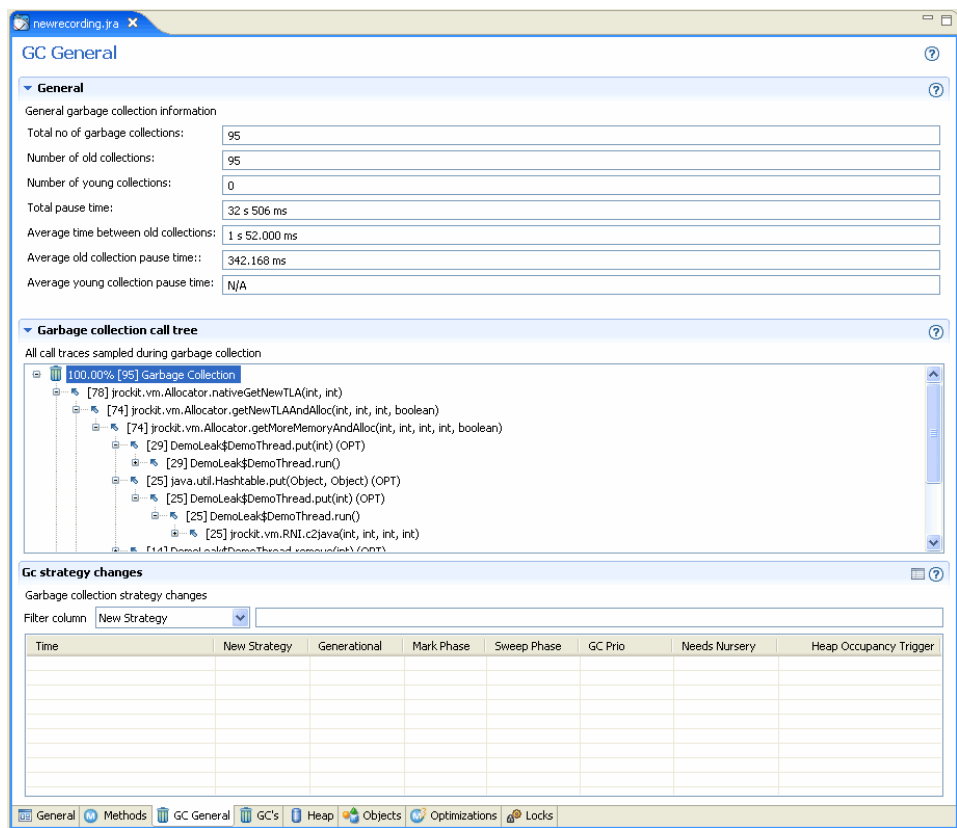 newrecording.jra
GC General
General
General garbage collection information
Total no of garbage collections: 95
Number of old collections: 95
Number of young collections: 0
Total pause time: 32 s 506 ms
Average time between old collections: 1 s 52.000 ms
Average old collection pause time:: 342.168 ms
Average young collection pause time: N/A
Garbage collection call tree
All call traces sampled during garbage collection
100.00% [95] Garbage Collection
[78] jrockit.vm.Allocator.nativeGetNewTLA(int, int)
[74] jrockit.vm.Allocator.getNewTLAAndAlloc(int, int, int, boolean)
[74] jrockit.vm.Allocator.getMoreMemoryAndAlloc(int, int, int, int, boolean)
[29] DemoLeak$DemoThread.put(int) (OPT)
[29] DemoLeak$DemoThread.run()
[25] java.util.Hashtable.put(Object, Object) (OPT)
[25] DemoLeak$DemoThread.put(int) (OPT)
[25] DemoLeak$DemoThread.run()
[25] jrockit.vm.RNI.c2java(int, int, int, int)
[14] DemoLeak$DemoThread.remove(int) (OPT)
Gc strategy changes
Garbage collection strategy changes
Filter column New Strategy
Time New Strategy Generational Mark Phase Sweep Phase GC Prio Needs Nursery Heap Occupancy Trigger
General Methods GC General GC's Heap Objects Optimizations Locks